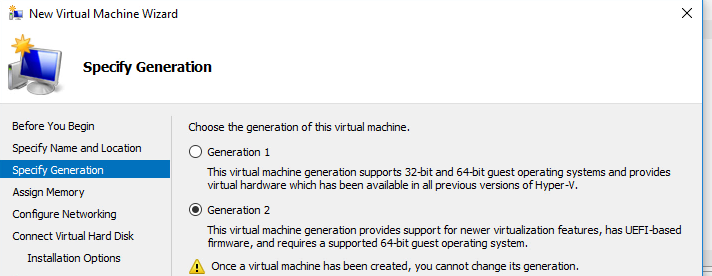 New Virtual Machine Wizard
Specify Generation
Before You Begin
Specify Name and Location
Specify Generation
Assign Memory
Configure Networking
Connect Virtual Hard Disk
Installation Options
Choose the generation of this virtual machine.
Generation 1
This virtual machine generation supports 32-bit and 64-bit guest operating systems and provides
virtual hardware which has been available in all previous versions of Hyper-V.
Generation 2
This virtual machine generation provides support for newer virtualization features, has UEFI-based
firmware, and requires a supported 64-bit guest operating system.
Once a virtual machine has been created, you cannot change its generation.